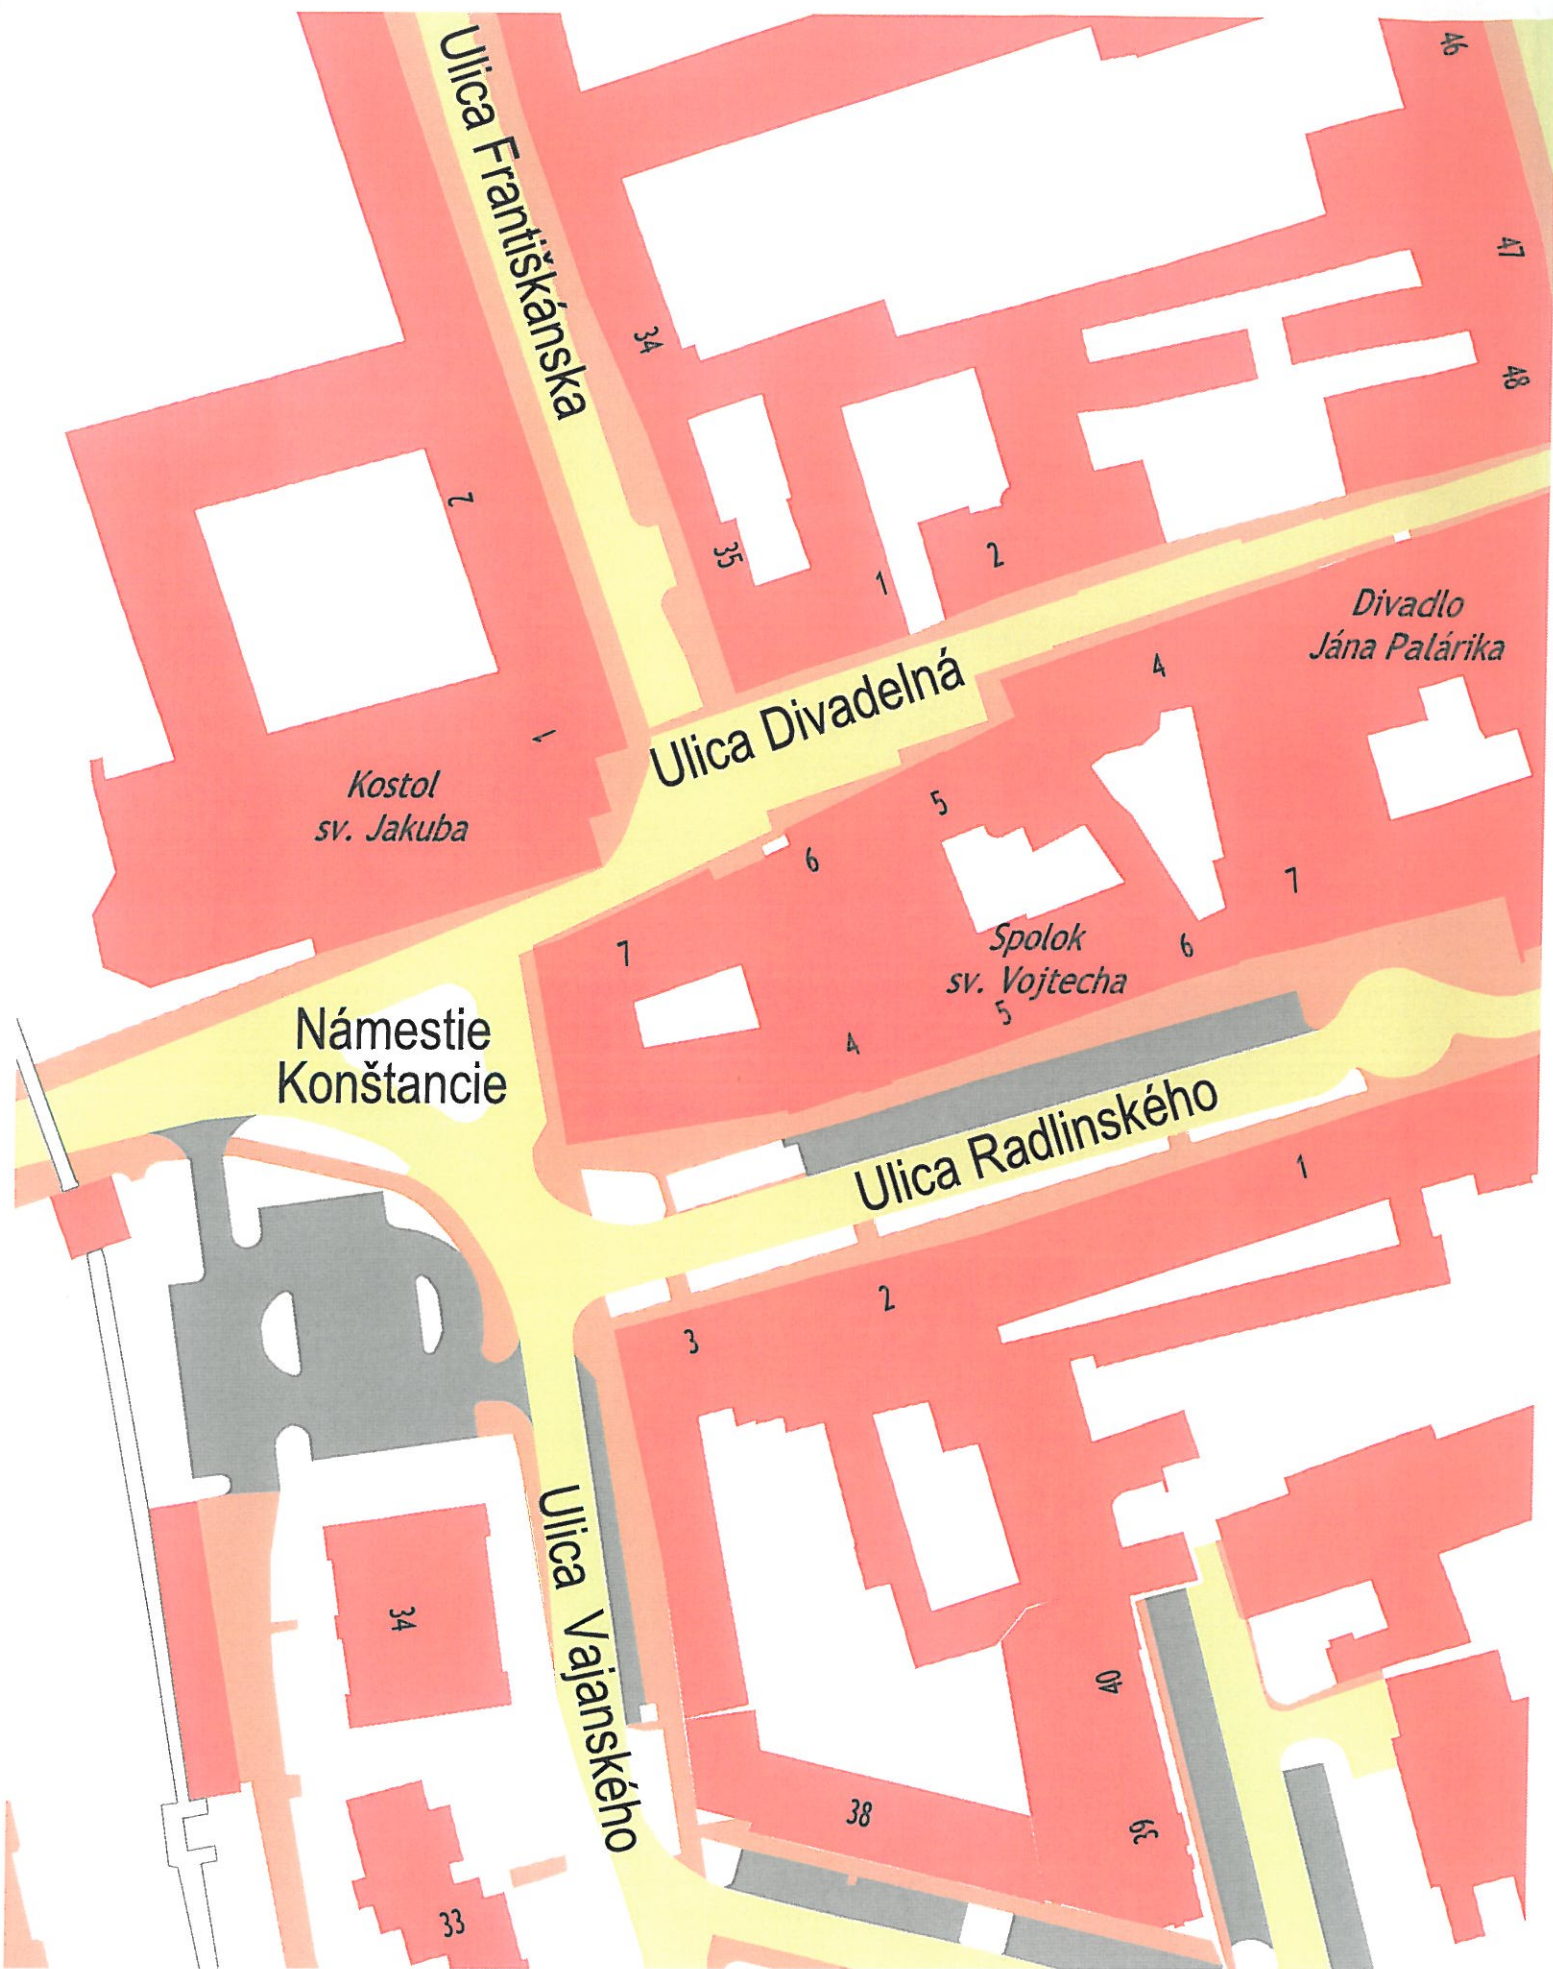 46
Ulica Františkánska
47
34
48
2
35
1
2
Divadlo
Jána Palárika
4
Ulica Divadelná
1
Kostol
sv. Jakuba
5
6
7
7
Spolok
sv. Vojtecha
6
5
4
Námestie
Konštancie
Ulica Radlinského
1
2
3
Ulica Vajanského
34
40
38
39
33